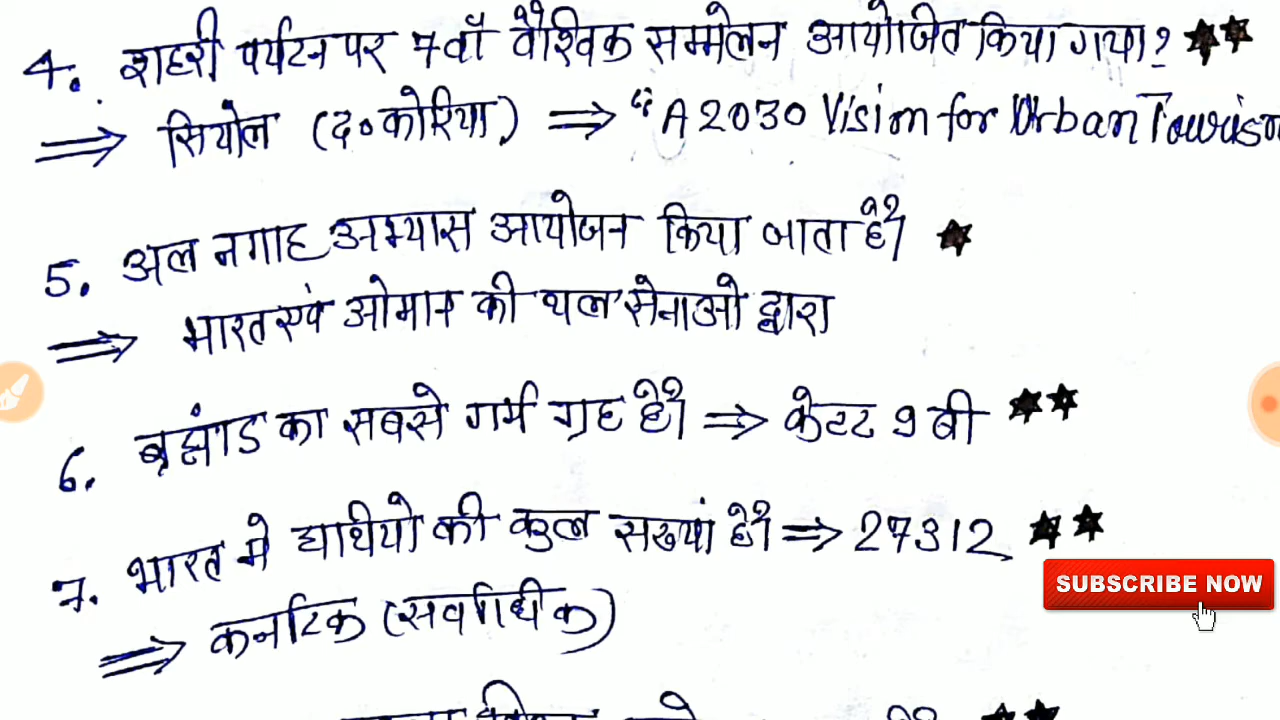 4. शहरी पर्यटन पर 7वाँ वैश्विक सम्मेलन आयोजित किया गया?
⇒ सियोल (द० कोरिया) ⇒ "A 2030 Vision for Urban Tourism
5. अल नगाह अभ्यास आयोजन किया जाता है?
⇒ भारत एवं ओमान की थल सेनाओ द्वारा
6. ब्रह्मांड का सबसे गर्म ग्रह है? ⇒ केल्ट 9 बी
7. भारत मे हाथियो की कुल सख्यां है? ⇒ 27312
SUBSCRIBE NOW
⇒ कर्नाटक (सर्वाधिक)